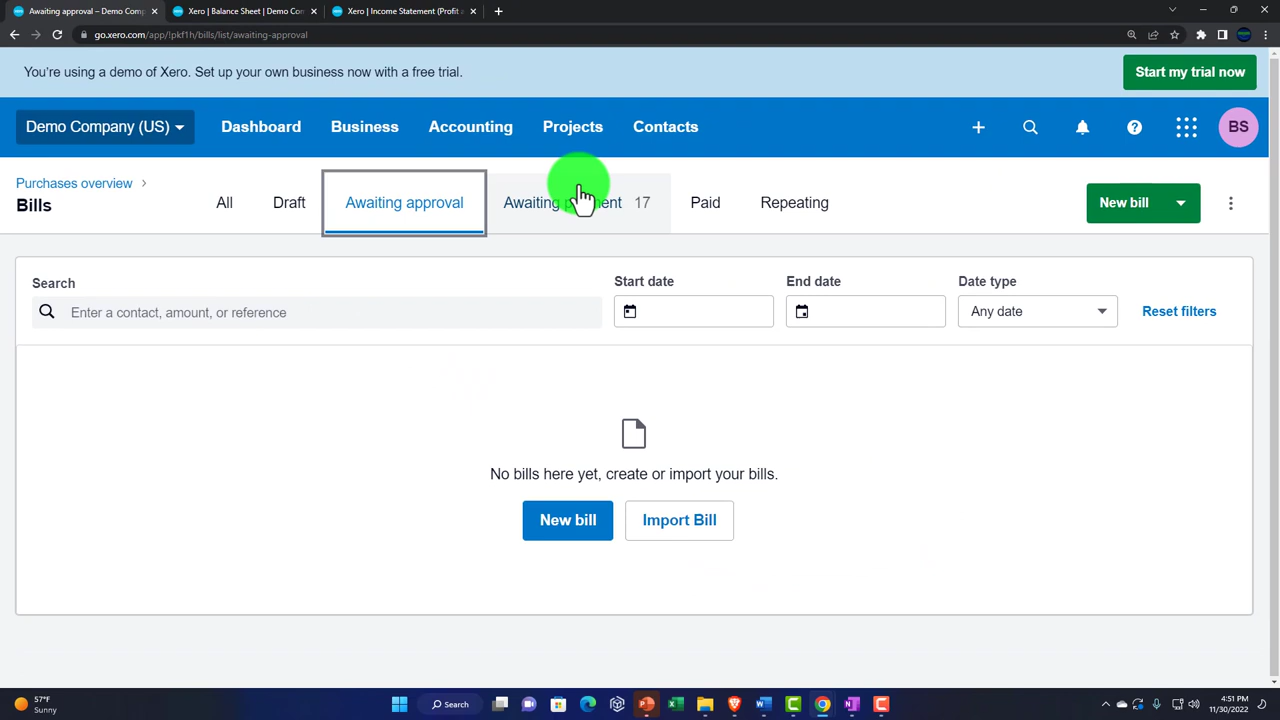 Awaiting approval – Demo Comp
Xero | Balance Sheet | Demo Con
Xero | Income Statement (Profit a
go.xero.com/app/!pkf1h/bills/list/awaiting-approval
You're using a demo of Xero. Set up your own business now with a free trial.
Start my trial now
Demo Company (US)
Dashboard
Business
Accounting
Projects
Contacts
BS
Purchases overview
Bills
All
Draft
Awaiting approval
Awaiting 17
Paid
Repeating
New bill
Search
Enter a contact, amount, or reference
Start date
End date
Date type
Any date
Reset filters
No bills here yet, create or import your bills.
New bill
Import Bill
57°F
Sunny
Search
4:51 PM
11/30/2022